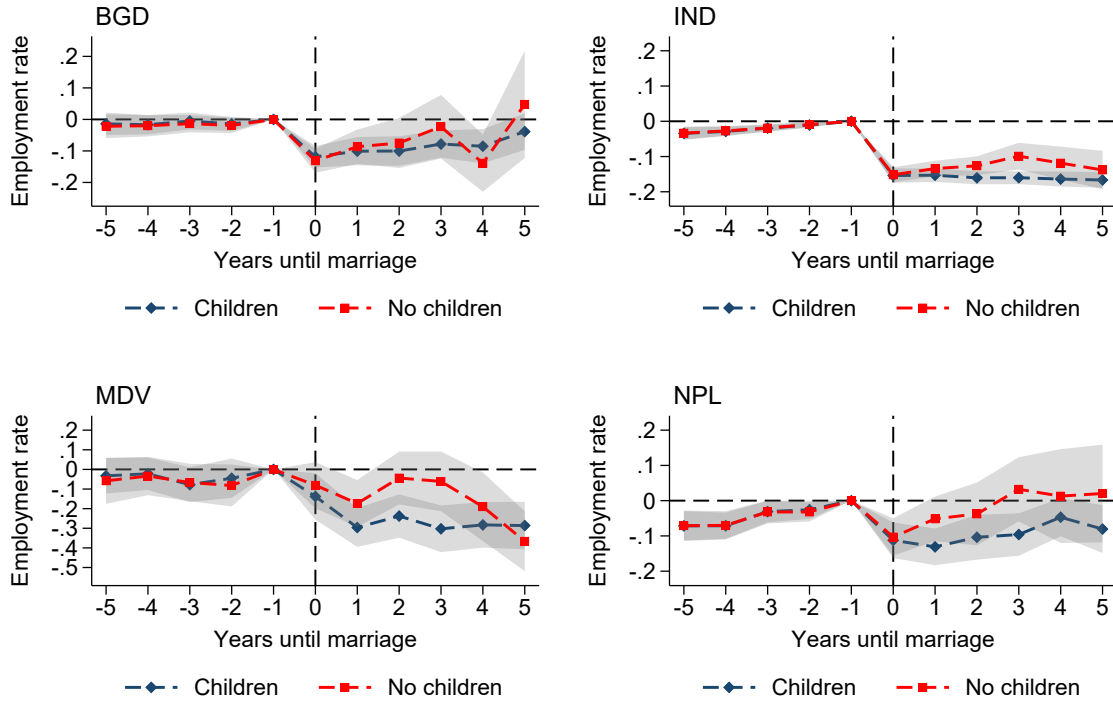 BGD
Employment rate
.2
.1
0
-.1
-.2
-5 -4 -3 -2 -1 0 1 2 3 4 5
Years until marriage
Children No children
IND
Employment rate
.2
.1
0
-.1
-.2
-5 -4 -3 -2 -1 0 1 2 3 4 5
Years until marriage
Children No children
MDV
Employment rate
.2
.1
0
-.1
-.2
-.3
-.4
-.5
-5 -4 -3 -2 -1 0 1 2 3 4 5
Years until marriage
Children No children
NPL
Employment rate
.2
.1
0
-.1
-.2
-5 -4 -3 -2 -1 0 1 2 3 4 5
Years until marriage
Children No children